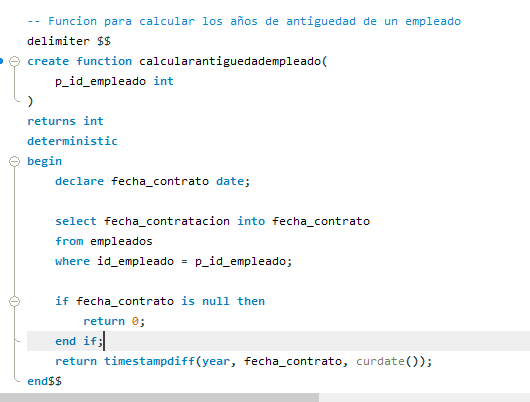 -- Funcion para calcular los años de antiguedad de un empleado
delimiter $$
create function calcularantiguedadempleado(
    p_id_empleado int
)
returns int
deterministic
begin
    declare fecha_contrato date;

    select fecha_contratacion into fecha_contrato
    from empleados
    where id_empleado = p_id_empleado;

    if fecha_contrato is null then
        return 0;
    end if;
    return timestampdiff(year, fecha_contrato, curdate());
end$$